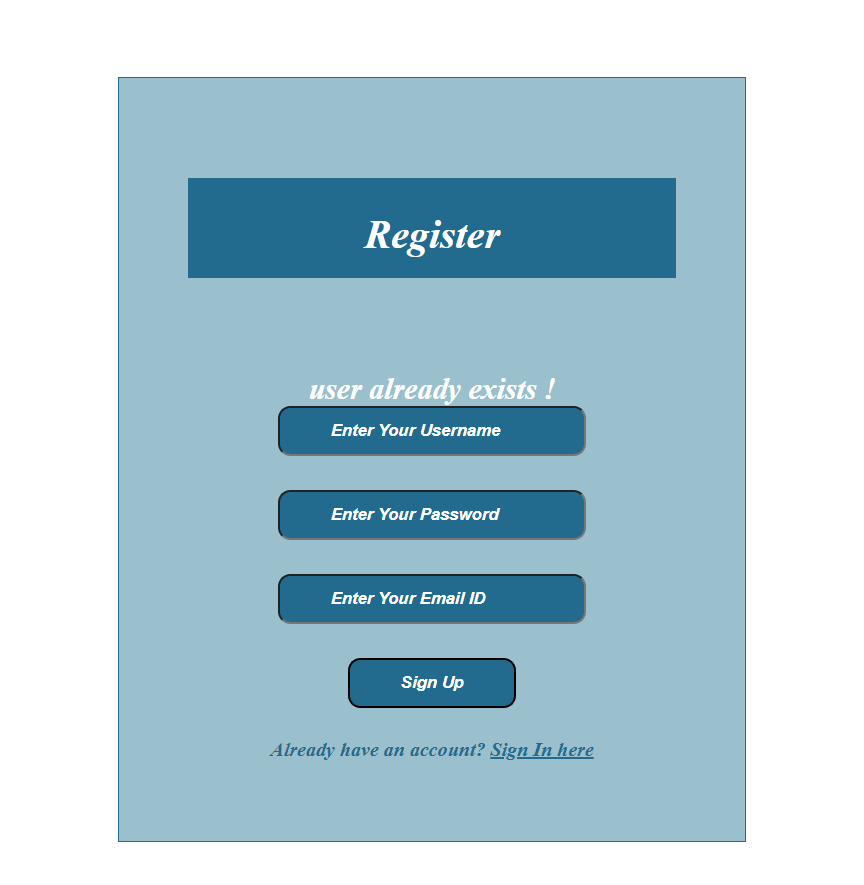 Register
user already exists !
Enter Your Username
Enter Your Password
Enter Your Email ID
Sign Up
Already have an account? Sign In here